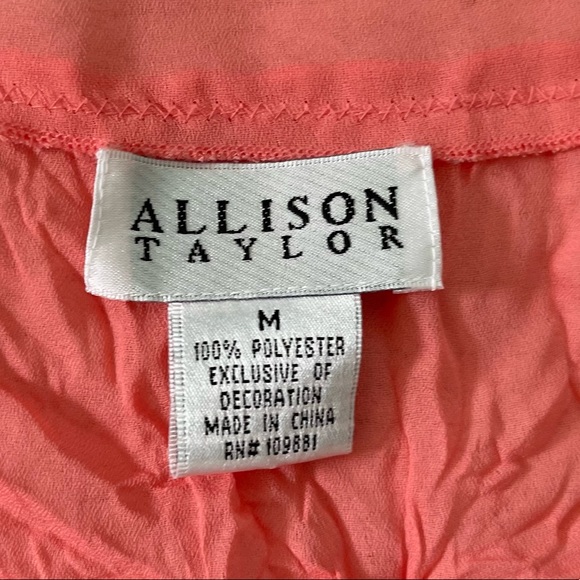 ALLISON
TAYLOR
M
100% POLYESTER
EXCLUSIVE OF
DECORATION
MADE IN CHINA
RN# 109881